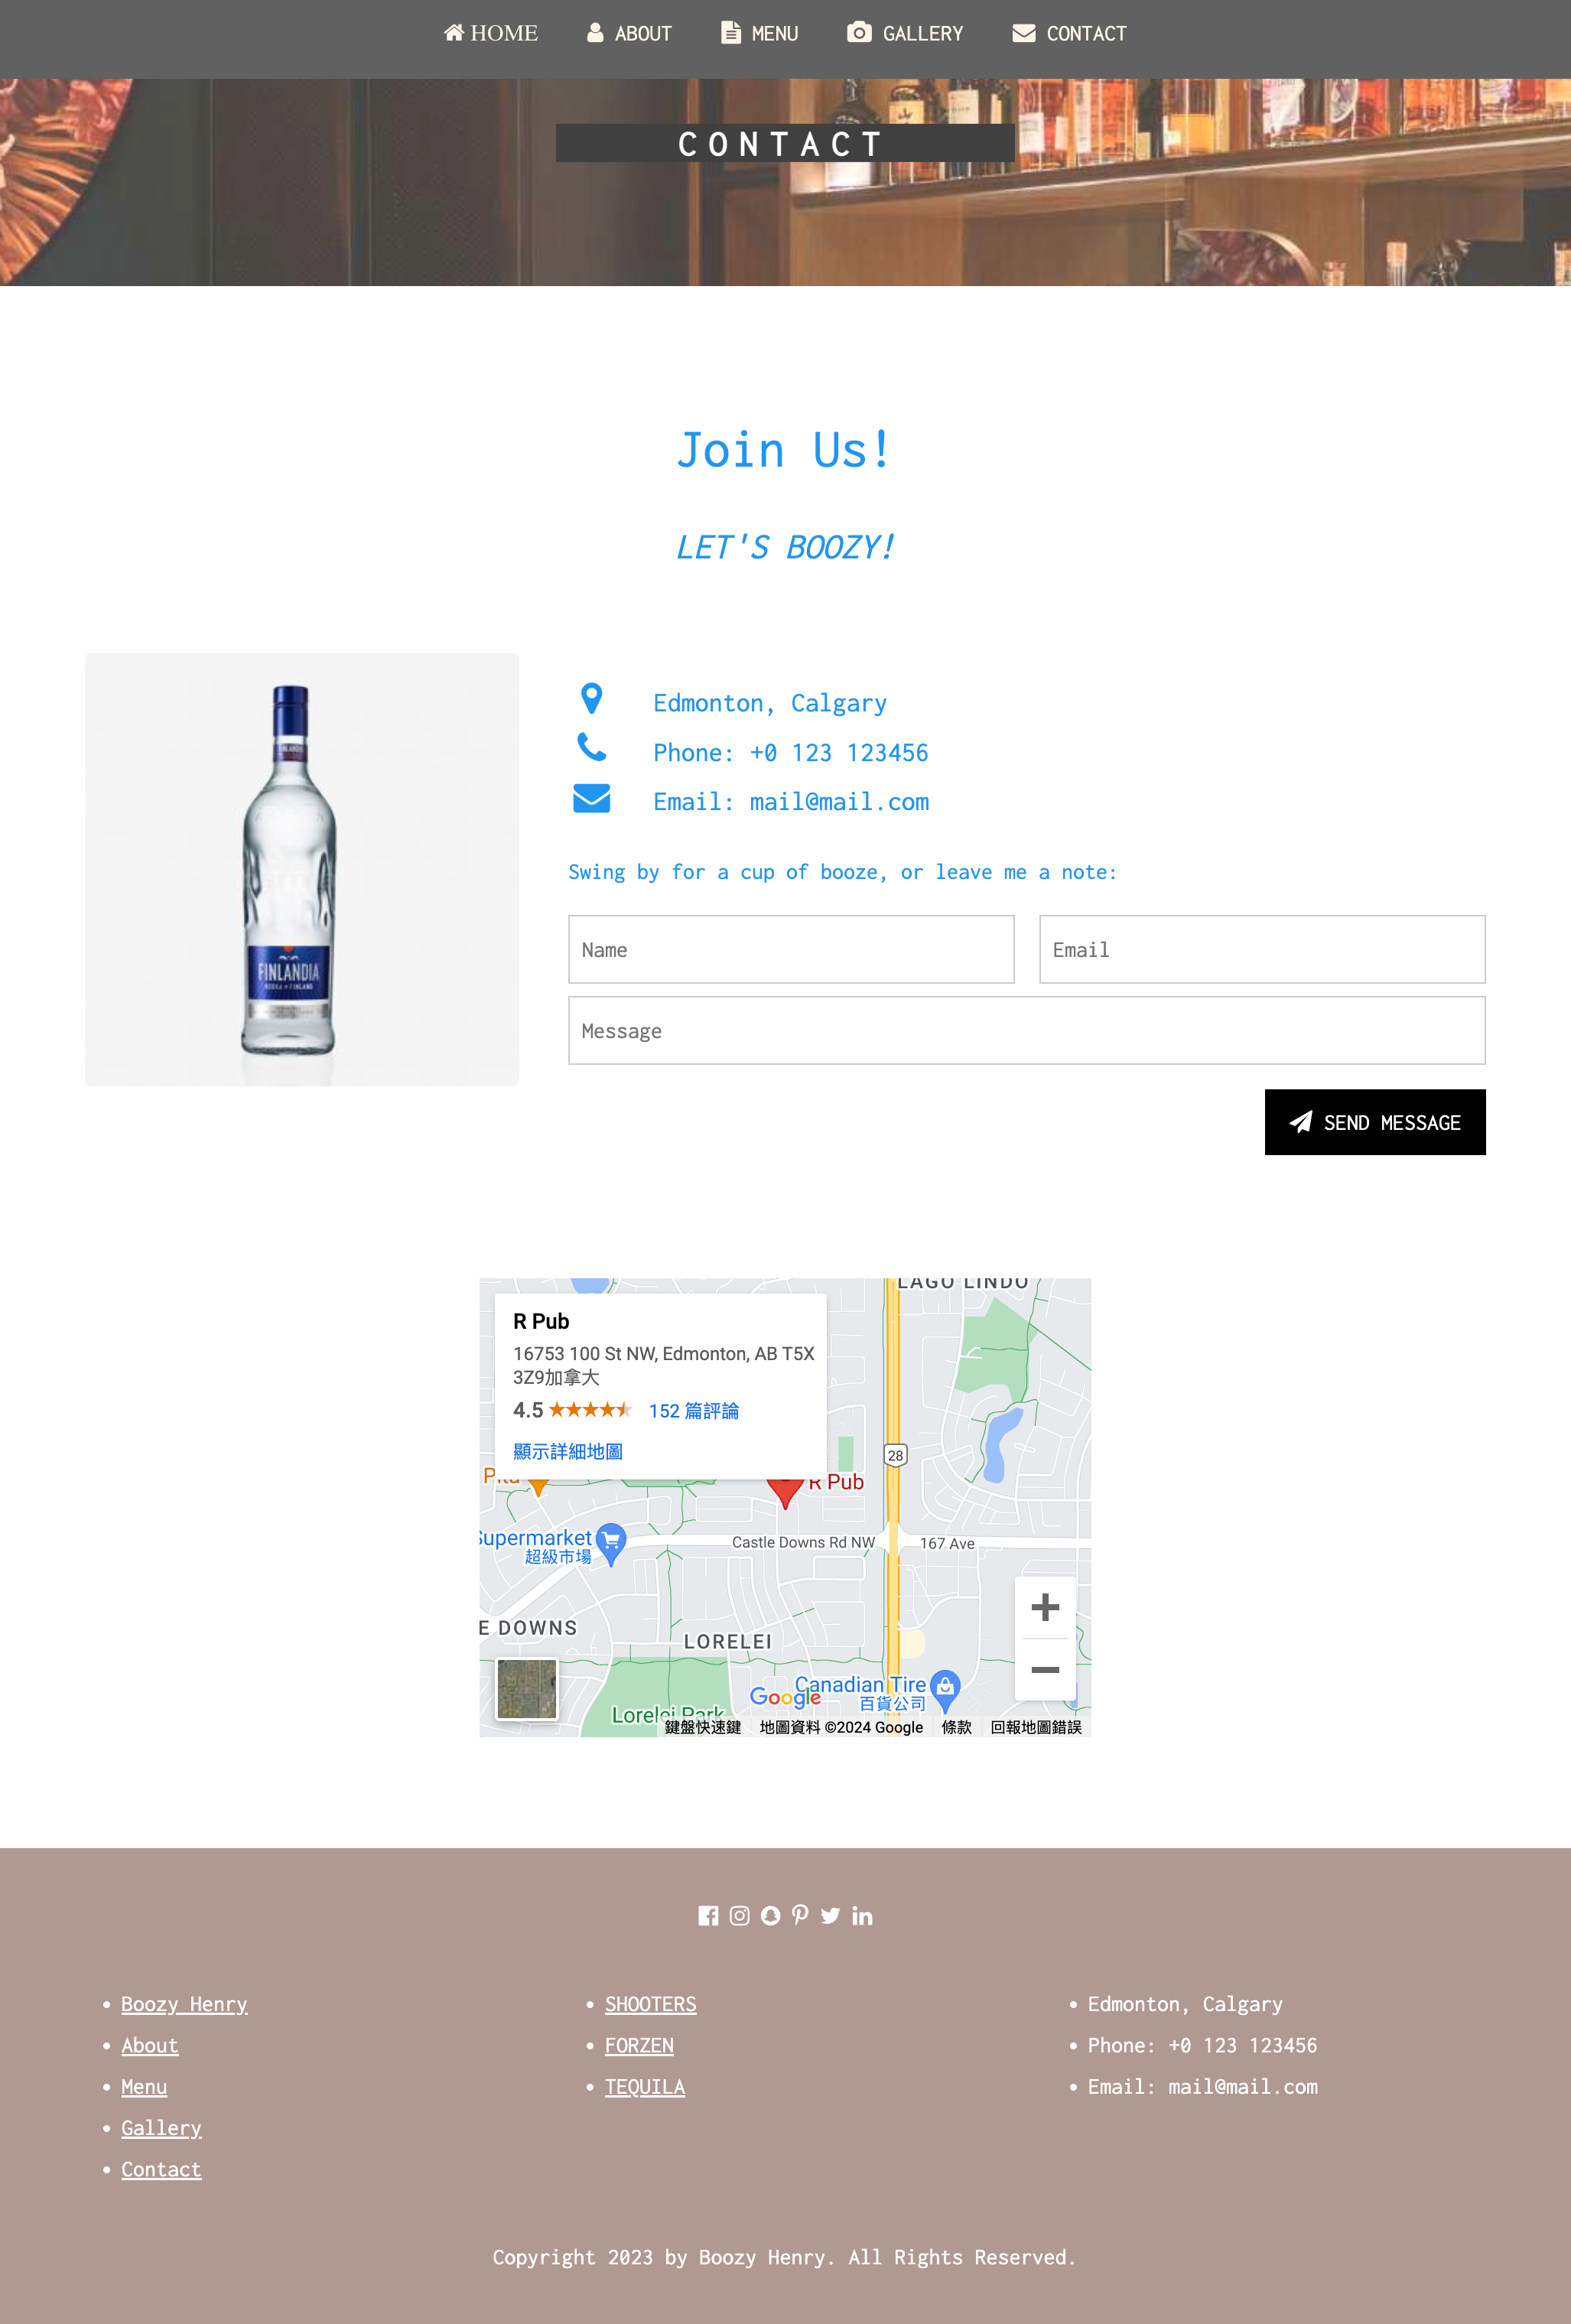 HOME ABOUT MENU GALLERY CONTACT
CONTACT
Join Us!
LET'S BOOZY!
FINLANDIA
VODKA OF FINLAND
Edmonton, Calgary
Phone: +0 123 123456
Email: mail@mail.com
Swing by for a cup of booze, or leave me a note:
Name
Email
Message
SEND MESSAGE
LAGO LINDO
R Pub
16753 100 St NW, Edmonton, AB T5X
3Z9加拿大
4.5 ★★★★★ 152 篇評論
顯示詳細地圖
28
R Pub
Supermarket
超級市場
Castle Downs Rd NW
167 Ave
E DOWNS
LORELEI
Canadian Tire
百貨公司
Google
Lorelei Park
鍵盤快速鍵 地圖資料 ©2024 Google 條款 回報地圖錯誤
Boozy Henry
About
Menu
Gallery
Contact
SHOOTERS
FORZEN
TEQUILA
Edmonton, Calgary
Phone: +0 123 123456
Email: mail@mail.com
Copyright 2023 by Boozy Henry. All Rights Reserved.